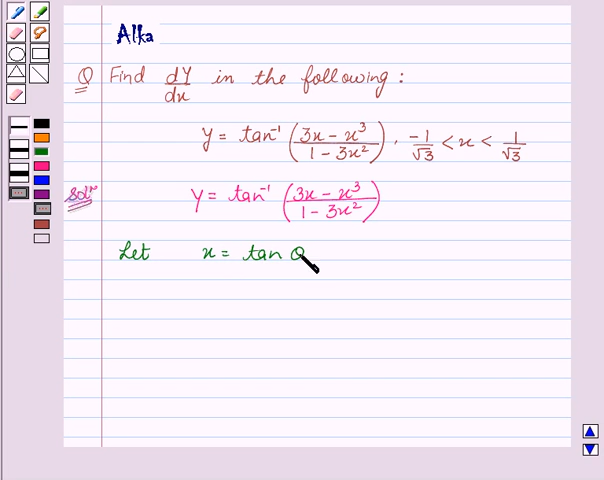 Alka
Q Find dy/dx in the following :
y = tan⁻¹ (3x – x³ / 1 – 3x²) , –1/√3 < x < 1/√3
Solⁿ y = tan⁻¹ (3x – x³ / 1 – 3x²)
Let x = tan θ